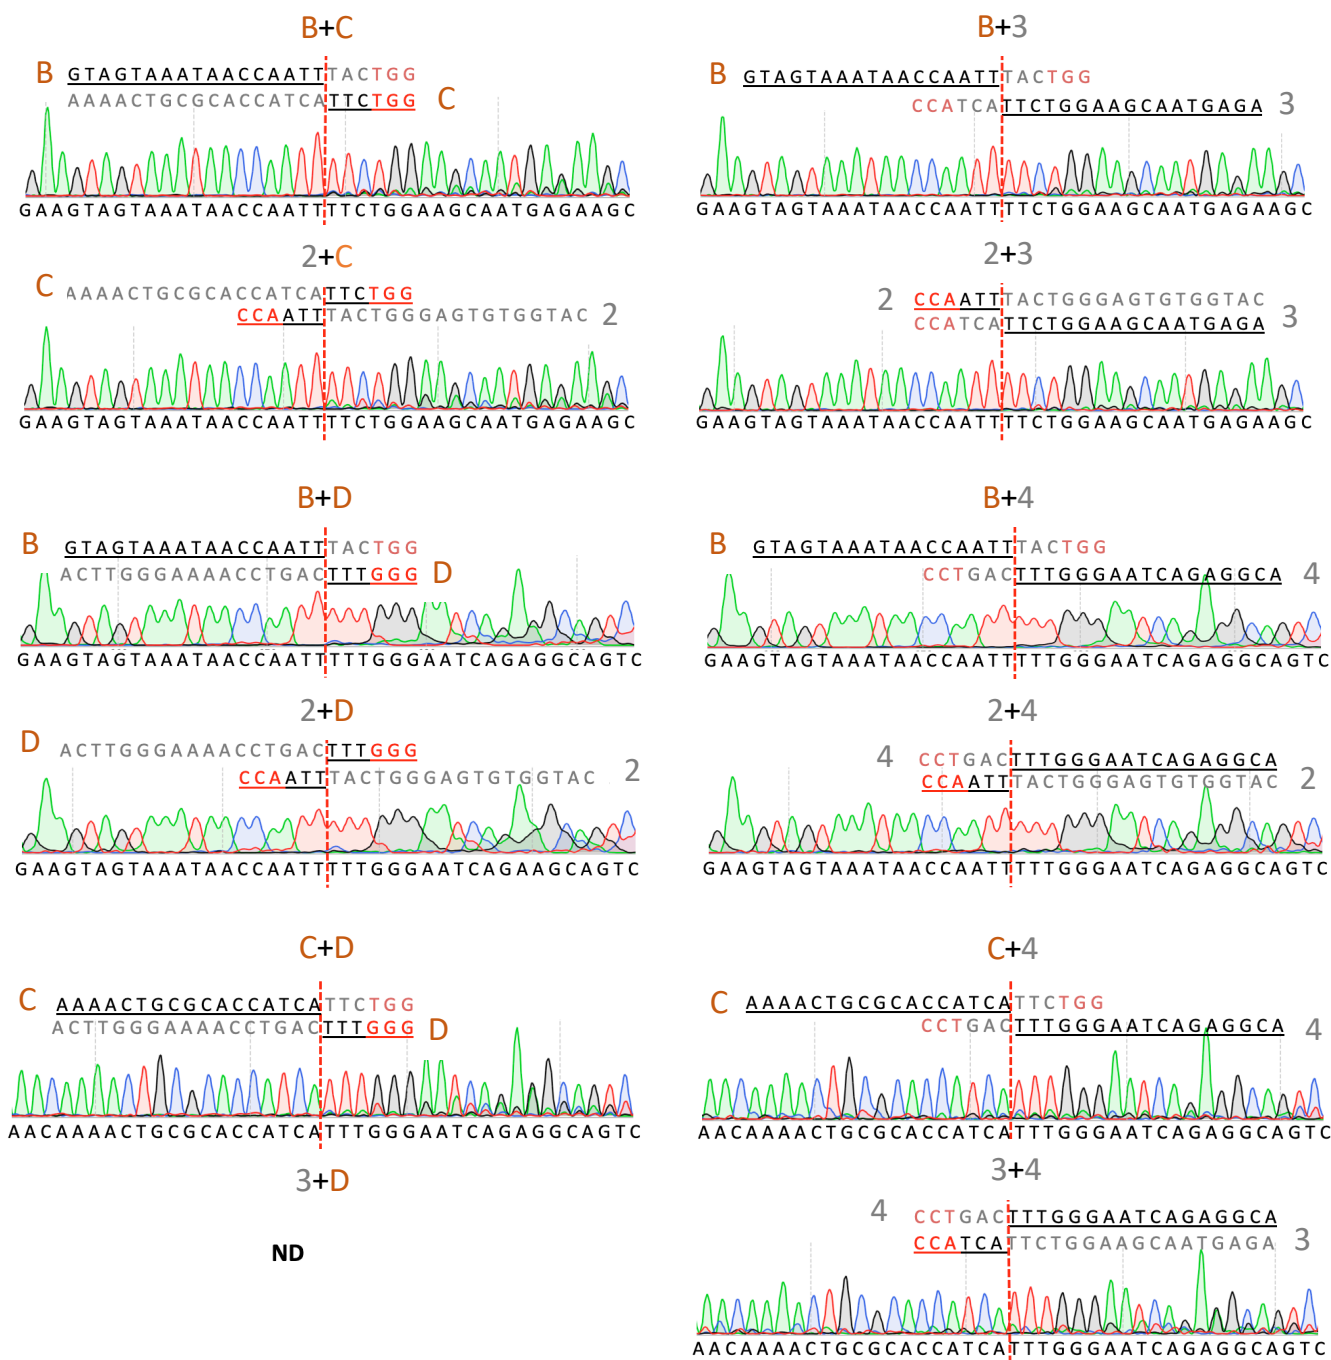 B+C
B GTAGTAAATAACCAATTTACTGG
AAAACTGCGCACCATCATTCTGG C
GAAGTAGTAAATAACCAATTTTCTGGAAGCAATGAGAAGC
B+3
B GTAGTAAATAACCAATTTACTGG
CCATCATTCTGGAAGCAATGAGA 3
GAAGTAGTAAATAACCAATTTTCTGGAAGCAATGAGAAGC
2+C
C AAAACTGCGCACCATCATTCTGG
CCAATTTACTGGGAGTGTGGTAC 2
GAAGTAGTAAATAACCAATTTTCTGGAAGCAATGAGAAGC
2+3
2 CCAATTTACTGGGAGTGTGGTAC
CCATCATTCTGGAAGCAATGAGA 3
GAAGTAGTAAATAACCAATTTTCTGGAAGCAATGAGAAGC
B+D
B GTAGTAAATAACCAATTTACTGG
ACTTGGGAAAACCTGACTTTGGG D
GAAGTAGTAAATAACCAATTTTTGGGAATCAGAGGCAGTC
B+4
B GTAGTAAATAACCAATTTACTGG
CCTGACTTTGGGAATCAGAGGCA 4
GAAGTAGTAAATAACCAATTTTTGGGAATCAGAGGCAGTC
2+D
D ACTTGGGAAAACCTGACTTTGGG
CCAATTTACTGGGAGTGTGGTAC 2
GAAGTAGTAAATAACCAATTTTTGGGAATCAGAAGCAGTC
2+4
4 CCTGACTTTGGGAATCAGAGGCA
CCAATTTACTGGGAGTGTGGTAC 2
GAAGTAGTAAATAACCAATTTTTGGGAATCAGAGGCAGTC
C+D
C AAAACTGCGCACCATCATTCTGG
ACTTGGGAAAACCTGACTTTGGG D
AACAAAACTGCGCACCATCATTTGGGAATCAGAGGCAGTC
C+4
C AAAACTGCGCACCATCATTCTGG
CCTGACTTTGGGAATCAGAGGCA 4
AACAAAACTGCGCACCATCATTTGGGAATCAGAGGCAGTC
3+D
ND
3+4
4 CCTGACTTTGGGAATCAGAGGCA
CCATCATTCTGGAAGCAATGAGA 3
AACAAAACTGCGCACCATCATTTGGGAATCAGAGGCAGTC